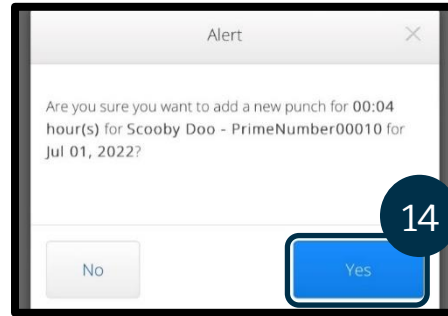 Alert
Are you sure you want to add a new punch for 00:04
hour(s) for Scooby Doo - PrimeNumber00010 for
Jul 01, 2022?
14
No
Yes